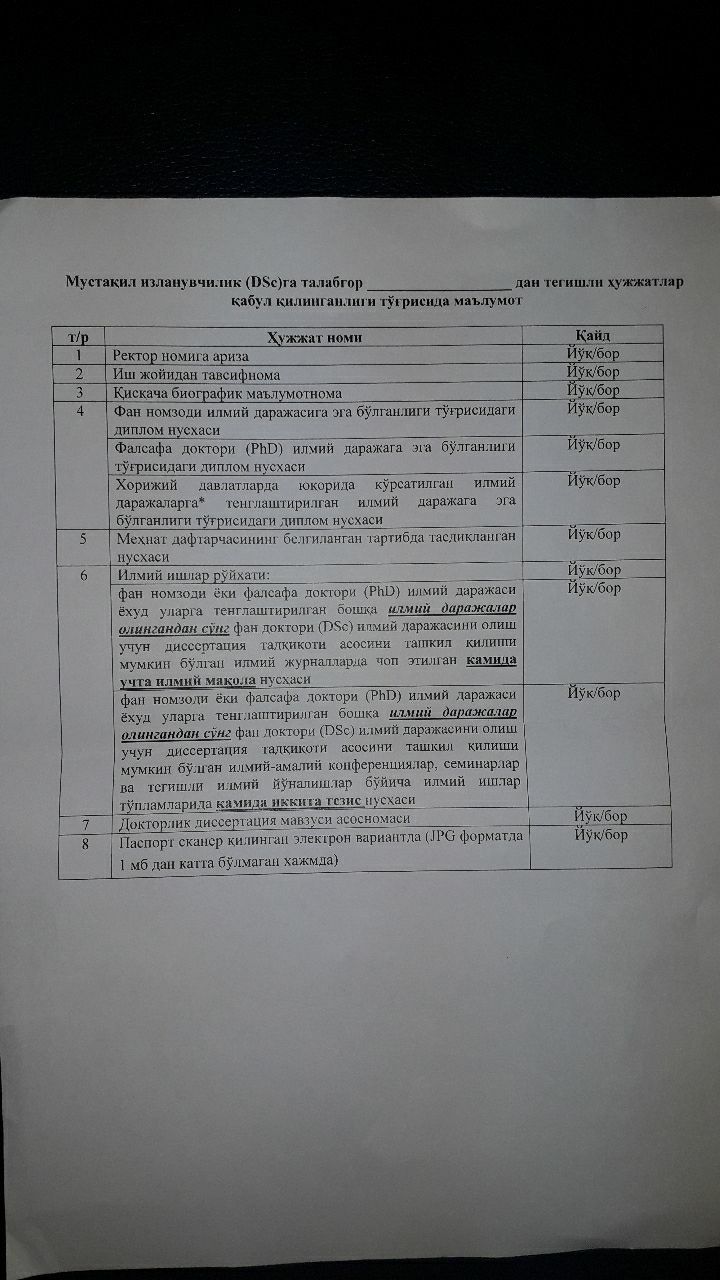 Мустақил изланувчилик (DSc)га талабгор ___________________ дан тегишли ҳужжатлар
қабул қилинганлиги тўғрисида маълумот
т/р Ҳужжат номи Қайд
1 Ректор номига ариза Йўқ/бор
2 Иш жойидан тавсифнома Йўқ/бор
3 Қискача биографик маълумотнома Йўқ/бор
4 Фан номзоди илмий даражасига эга бўлганлиги тўғрисидаги Йўқ/бор
диплом нусхаси
Фалсафа доктори (PhD) илмий даражага эга бўлганлиги Йўқ/бор
тўғрисидаги диплом нусхаси
Хорижий давлатларда юқорида кўрсатилган илмий Йўқ/бор
даражаларга* тенглаштирилган илмий даражага эга
бўлганлиги тўғрисидаги диплом нусхаси
5 Меҳнат дафтарчасининг белгиланган тартибда тасдиқланган Йўқ/бор
нусхаси
6 Илмий ишлар рўйхати: Йўқ/бор
фан номзоди ёки фалсафа доктори (PhD) илмий даражаси Йўқ/бор
ёхуд уларга тенглаштирилган бошқа илмий даражалар
олингандан сўнг фан доктори (DSc) илмий даражасини олиш
учун диссертация тадқиқоти асосини ташкил қилиши
мумкин бўлган илмий журналларда чоп этилган камида
учта илмий мақола нусхаси
фан номзоди ёки фалсафа доктори (PhD) илмий даражаси Йўқ/бор
ёхуд уларга тенглаштирилган бошқа илмий даражалар
олингандан сўнг фан доктори (DSc) илмий даражасини олиш
учун диссертация тадқиқоти асосини ташкил қилиши
мумкин бўлган илмий-амалий конференциялар, семинарлар
ва тегишли илмий йўналишлар бўйича илмий ишлар
тўпламларида камида иккита тезис нусхаси
7 Докторлик диссертация мавзуси асосномаси Йўқ/бор
8 Паспорт сканер қилинган электрон вариантда (JPG форматда Йўқ/бор
1 мб дан катта бўлмаган хажмда)